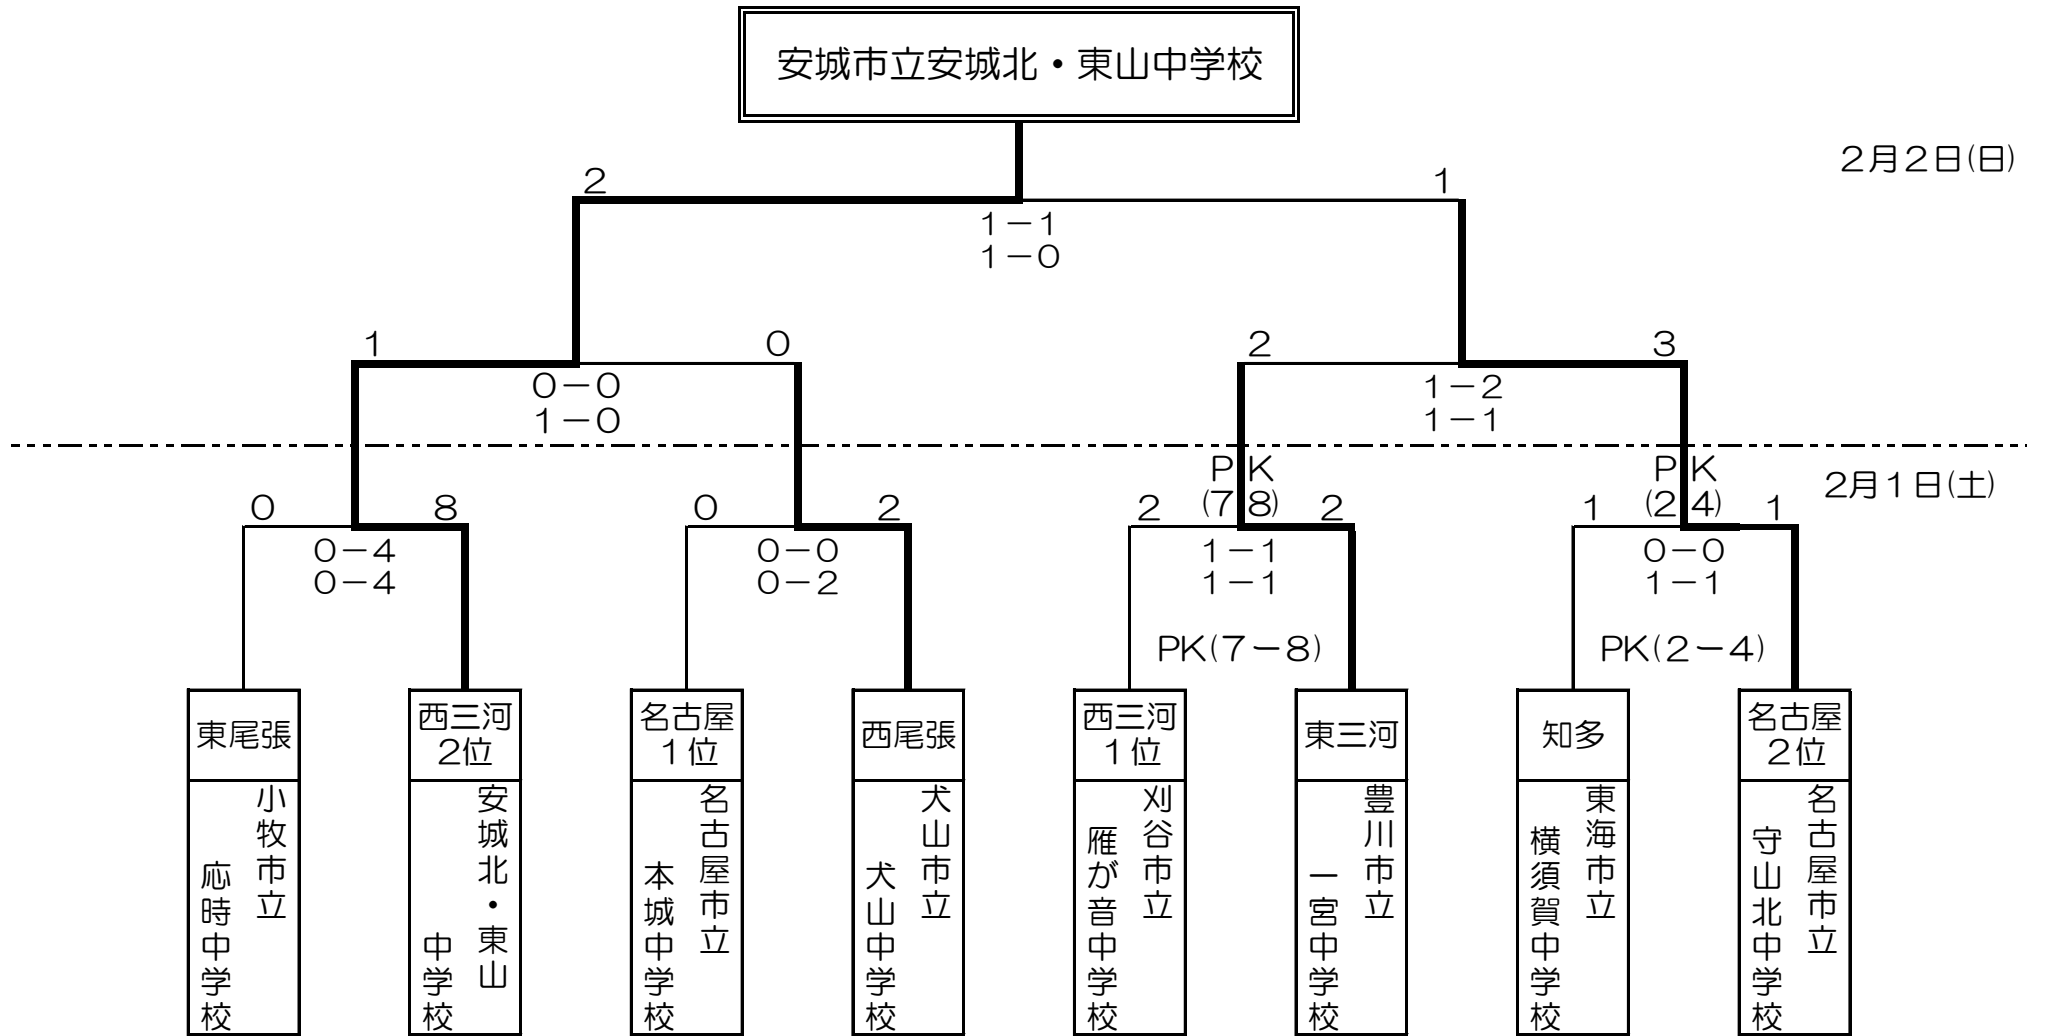 安城市立安城北・東山中学校
2月2日(日)
2
1
1-1
1-0
1
0
2
3
0-0
1-0
1-2
1-1
2月1日(土)
0
8
0
2
2
PK
(7 8)
2
1
PK
(2 4)
1
0-4
0-4
0-0
0-2
1-1
1-1
0-0
1-1
PK(7-8)
PK(2-4)
東尾張
西三河
2位
名古屋
1位
西尾張
西三河
1位
東三河
知多
名古屋
2位
小牧市立
応時中学校
安城北・東山
中学校
名古屋市立
本城中学校
犬山市立
犬山中学校
刈谷市立
雁が音中学校
豊川市立
一宮中学校
東海市立
横須賀中学校
名古屋市立
守山北中学校